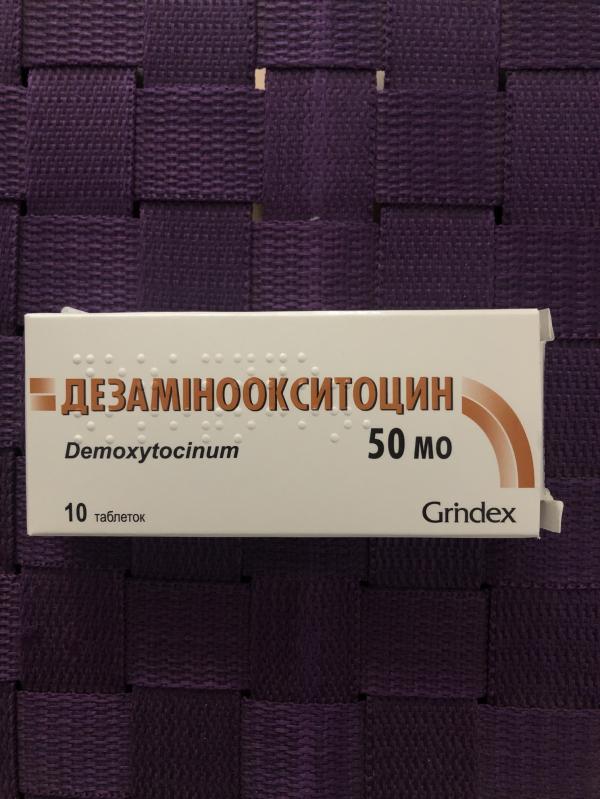 ДЕЗАМІНООКСИТОЦИН
Demoxytocinum 50 МО
10 таблеток Grindex